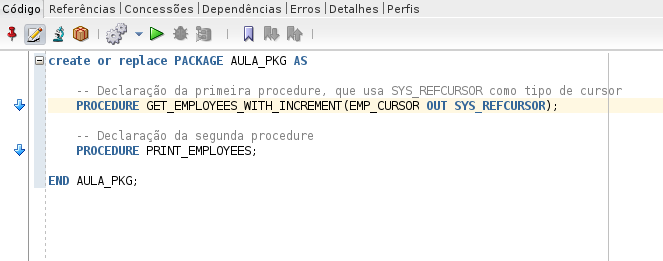 Código Referências Concessões Dependências Erros Detalhes Perfis
create or replace PACKAGE AULA_PKG AS
-- Declaração da primeira procedure, que usa SYS_REFCURSOR como tipo de cursor
PROCEDURE GET_EMPLOYEES_WITH_INCREMENT(EMP_CURSOR OUT SYS_REFCURSOR);
-- Declaração da segunda procedure
PROCEDURE PRINT_EMPLOYEES;
END AULA_PKG;